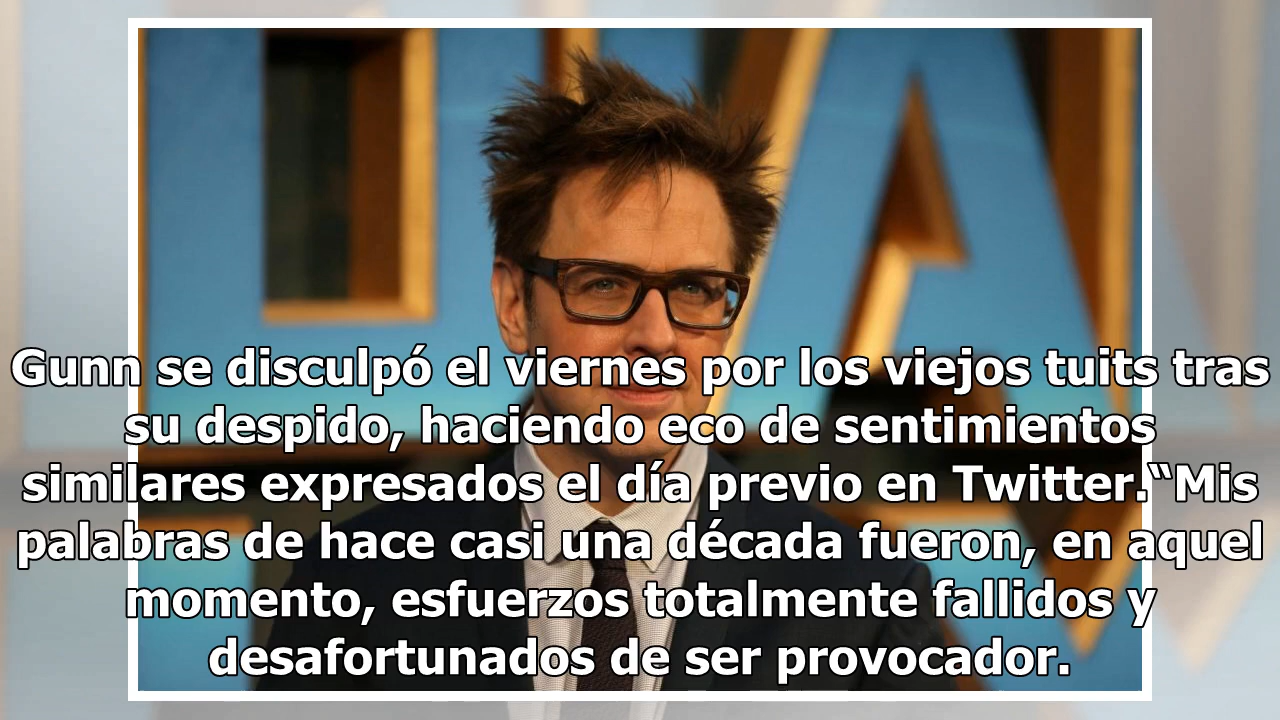 Gunn se disculpó el viernes por los viejos tuits tras
su despido, haciendo eco de sentimientos
similares expresados el día previo en Twitter.“Mis
palabras de hace casi una década fueron, en aquel
momento, esfuerzos totalmente fallidos y
desafortunados de ser provocador.